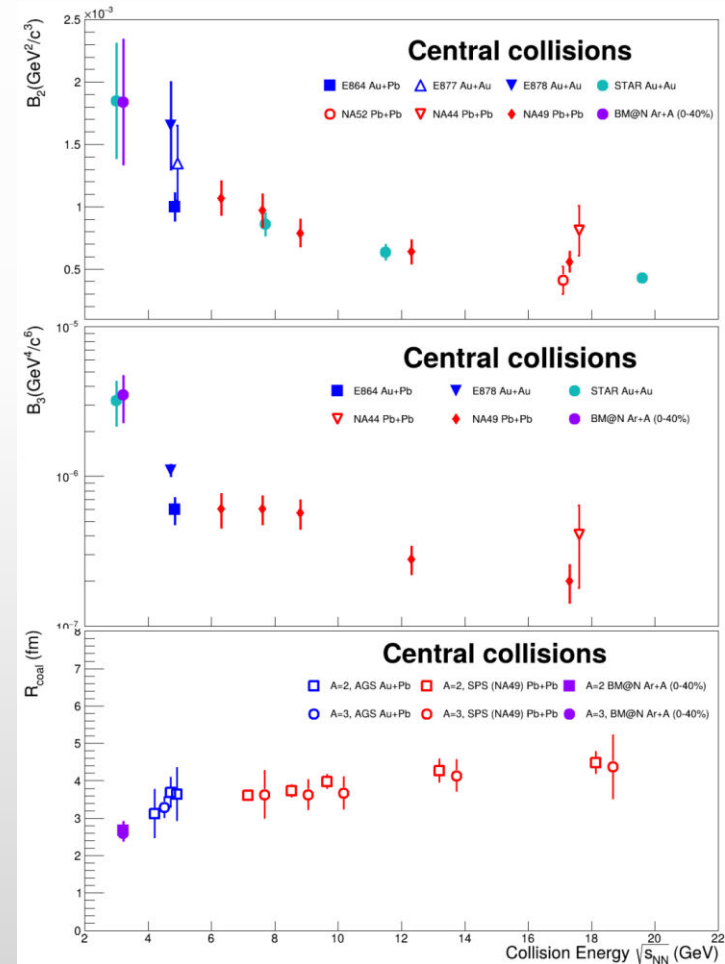 ×10⁻³
2.5
2
1.5
1
0.5
B₂(GeV²/c³)
Central collisions
E864 Au+Pb E877 Au+Au E878 Au+Au STAR Au+Au
NA52 Pb+Pb NA44 Pb+Pb NA49 Pb+Pb BM@N Ar+A (0-40%)
10⁻⁵
10⁻⁶
10⁻⁷
B₃(GeV⁴/c⁶)
Central collisions
E864 Au+Pb E878 Au+Au STAR Au+Au
NA44 Pb+Pb NA49 Pb+Pb BM@N Ar+A (0-40%)
8
7
6
5
4
3
2
1
0
R_coal (fm)
Central collisions
A=2, AGS Au+Pb A=2, SPS (NA49) Pb+Pb A=2 BM@N Ar+A (0-40%)
A=3, AGS Au+Pb A=3, SPS (NA49) Pb+Pb A=3, BM@N Ar+A (0-40%)
2 4 6 8 10 12 14 16 18 20 22
Collision Energy √s_NN (GeV)